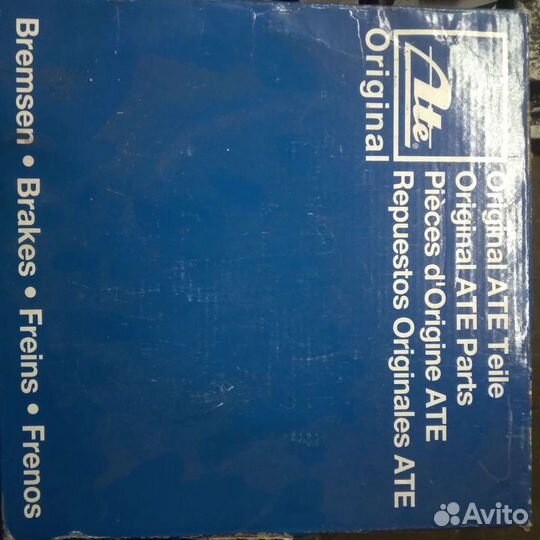 Original ATE Teile
Original ATE Parts
Pièces d'Origine ATE
Repuestos Originales ATE
Ate®
Original
Bremsen • Brakes • Freins • Frenos
Avito